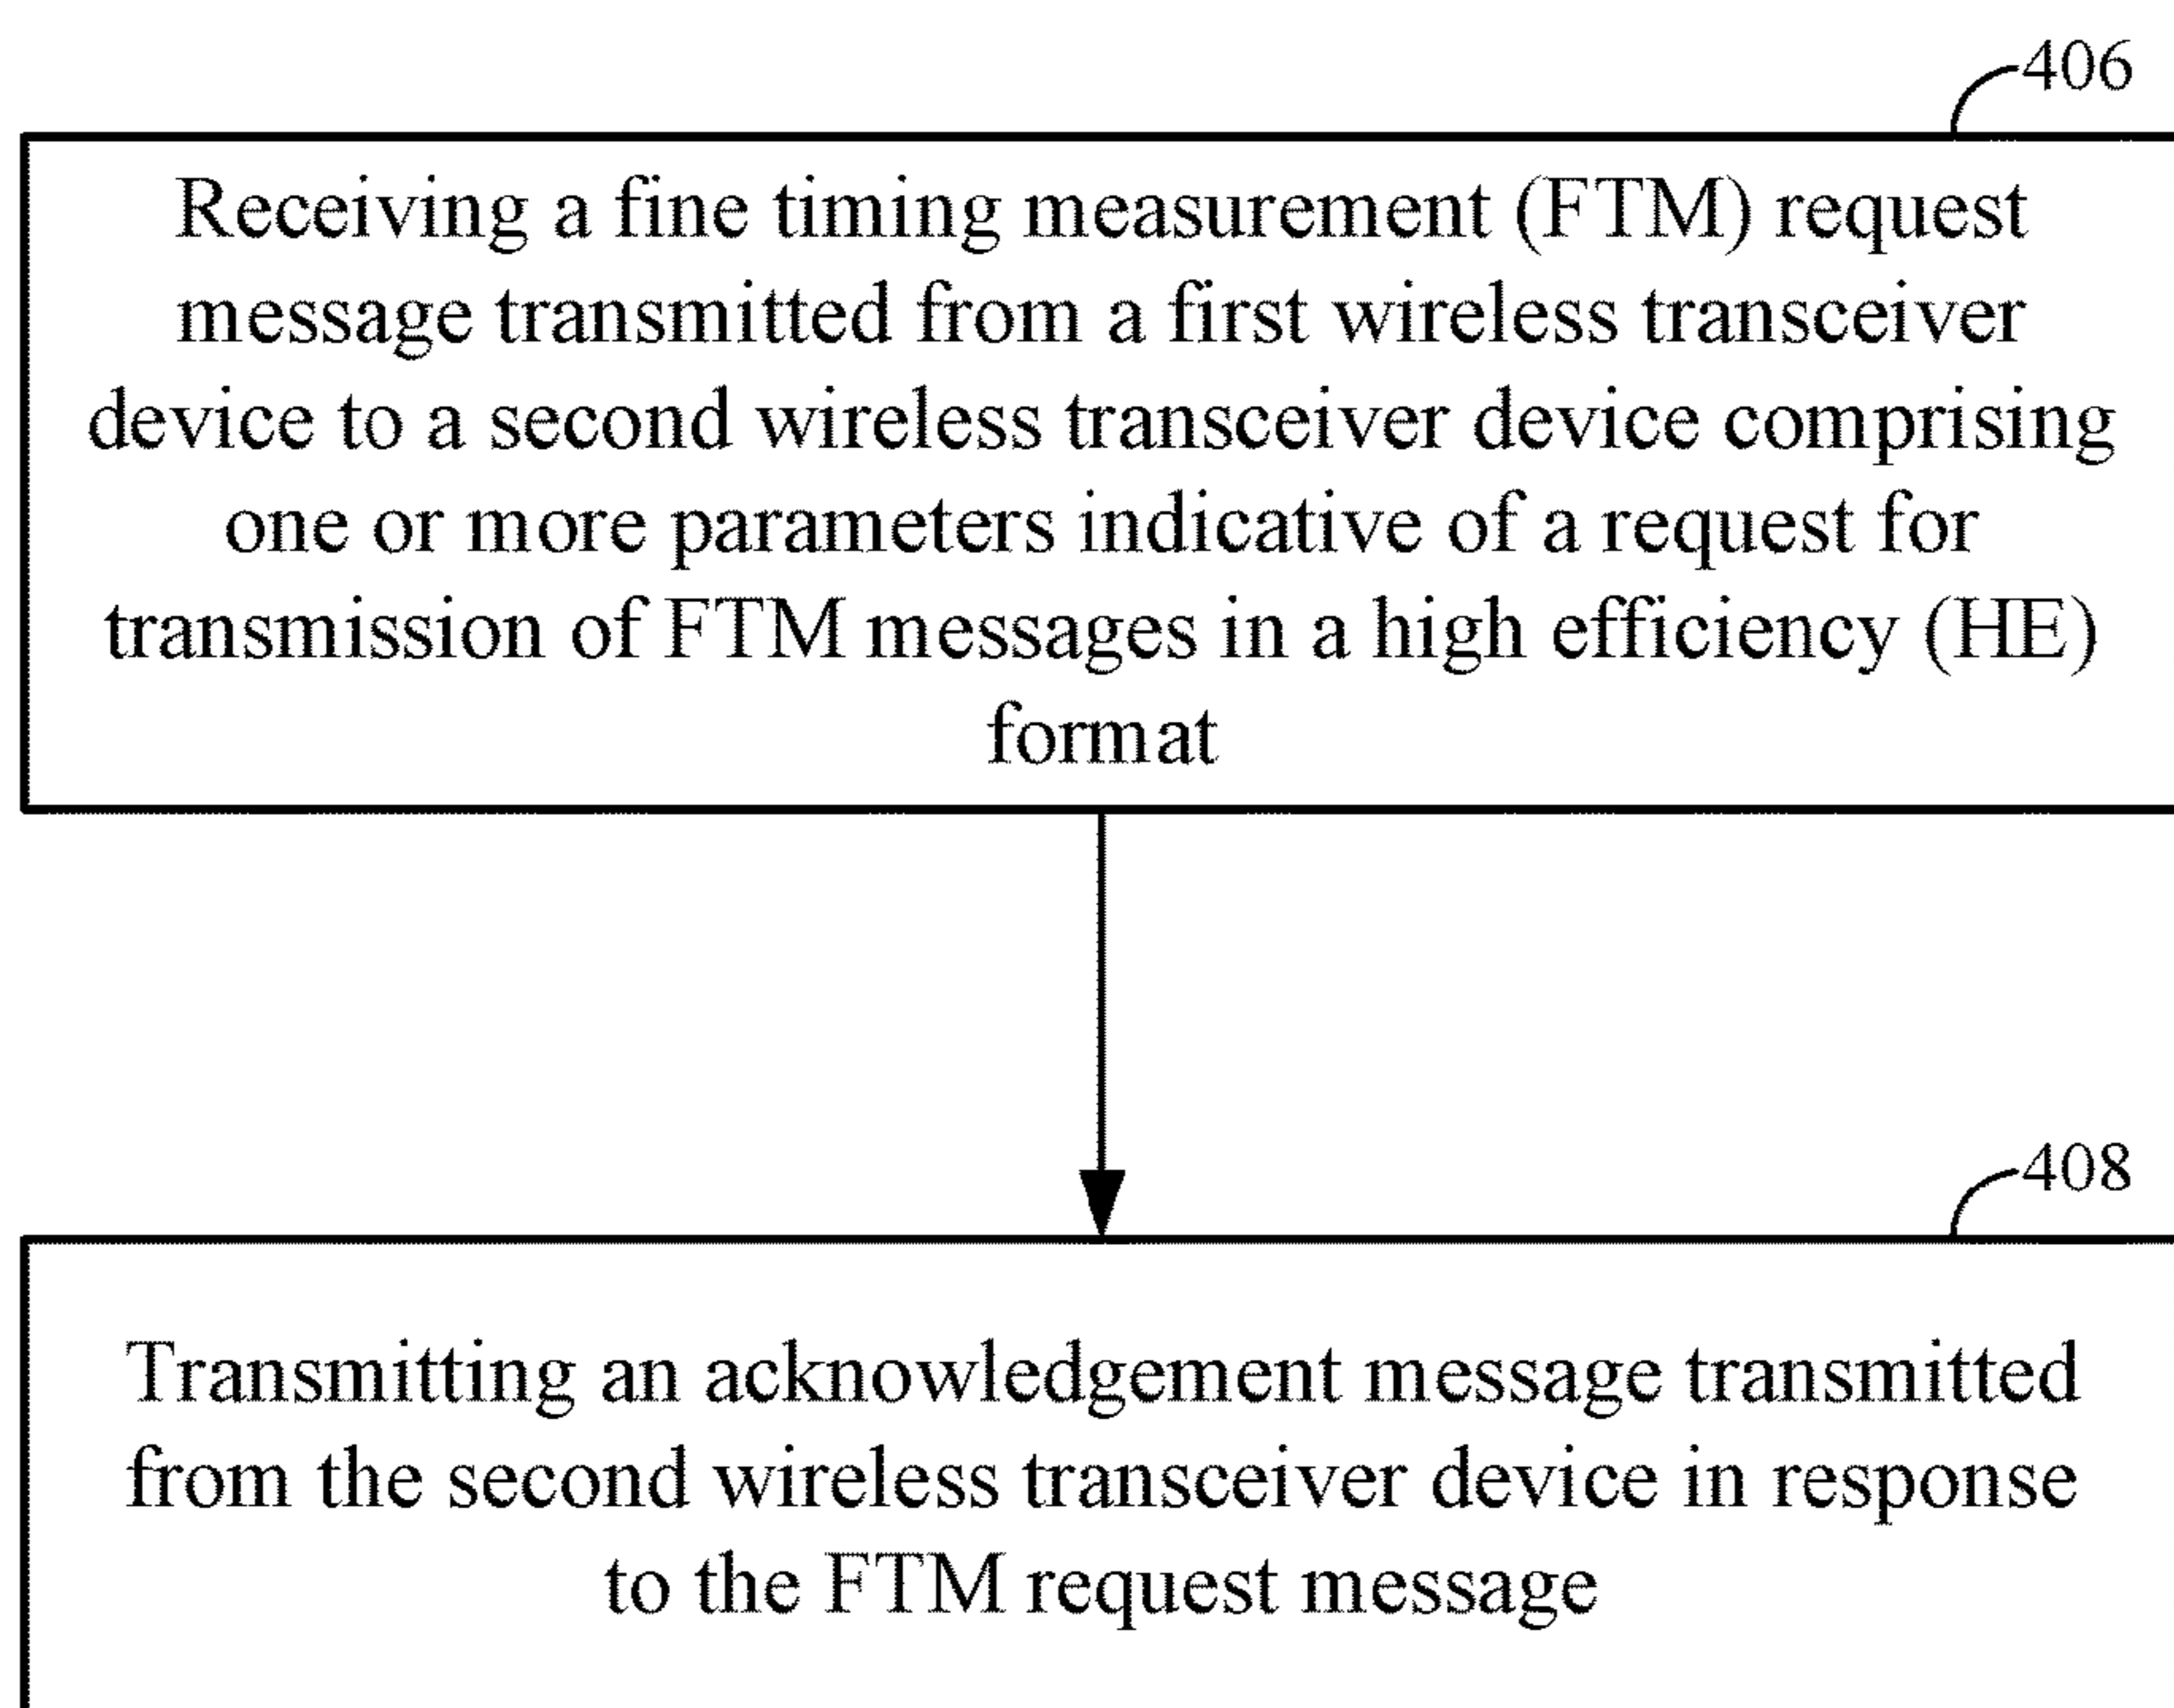 406
Receiving a fine timing measurement (FTM) request
message transmitted from a first wireless transceiver
device to a second wireless transceiver device comprising
one or more parameters indicative of a request for
transmission of FTM messages in a high efficiency (HE)
format
408
Transmitting an acknowledgement message transmitted
from the second wireless transceiver device in response
to the FTM request message